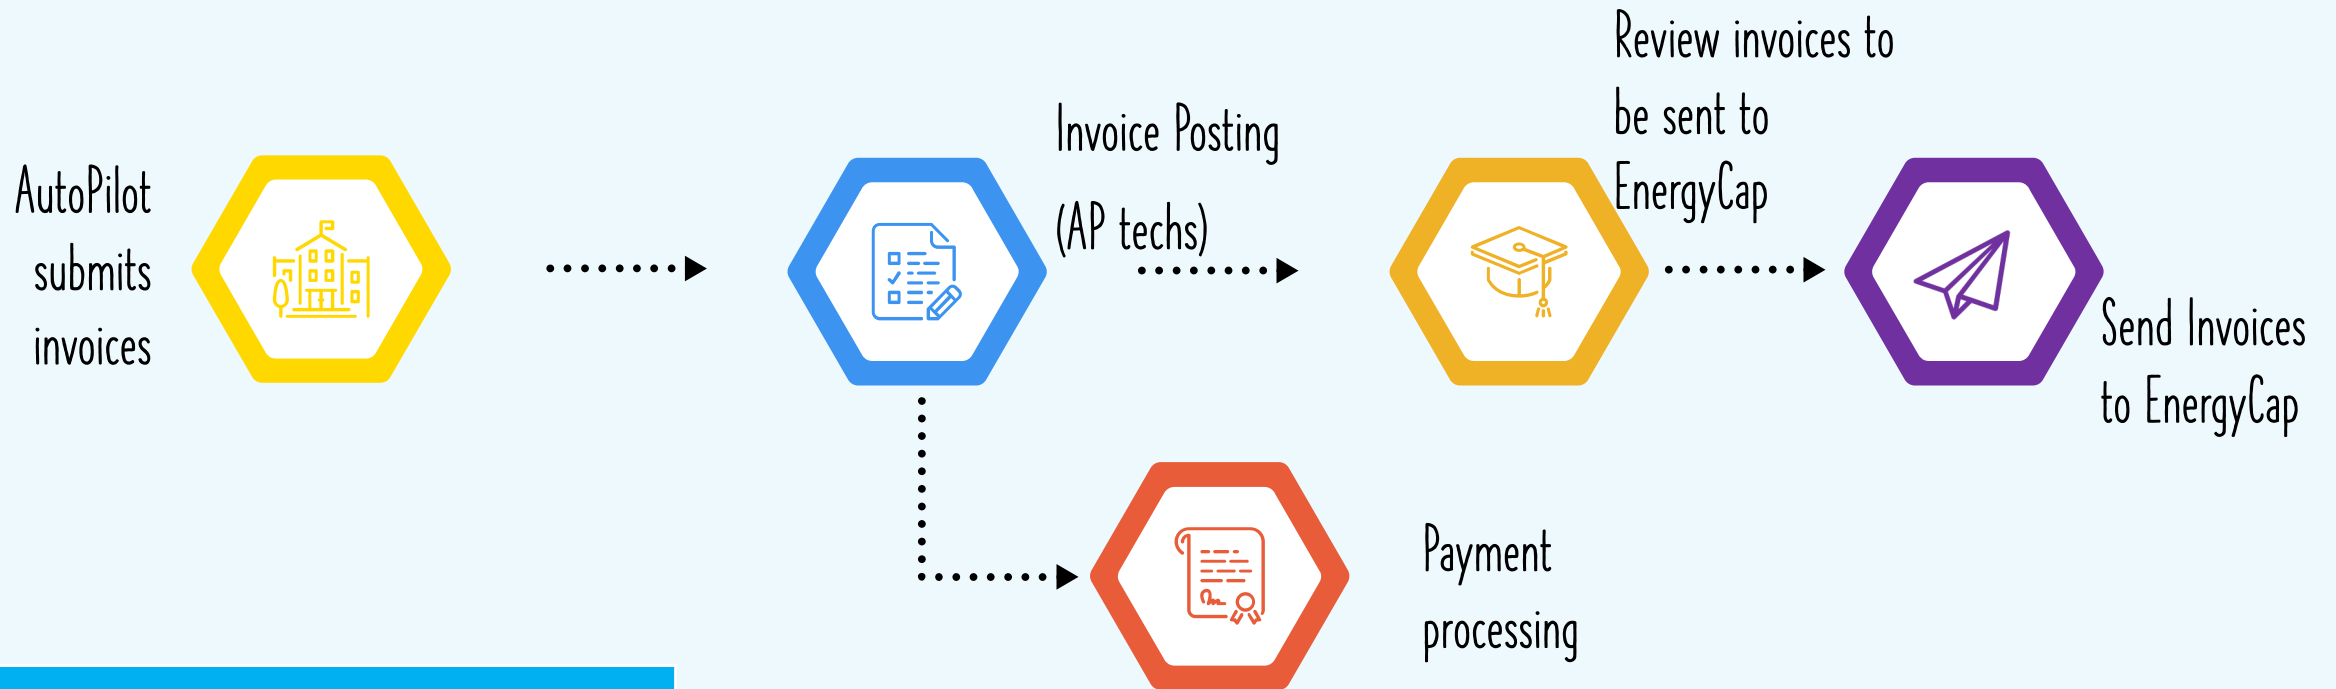 AutoPilot
submits
invoices
Invoice Posting
(AP techs)
Review invoices to
be sent to
EnergyCap
Send Invoices
to EnergyCap
Payment
processing